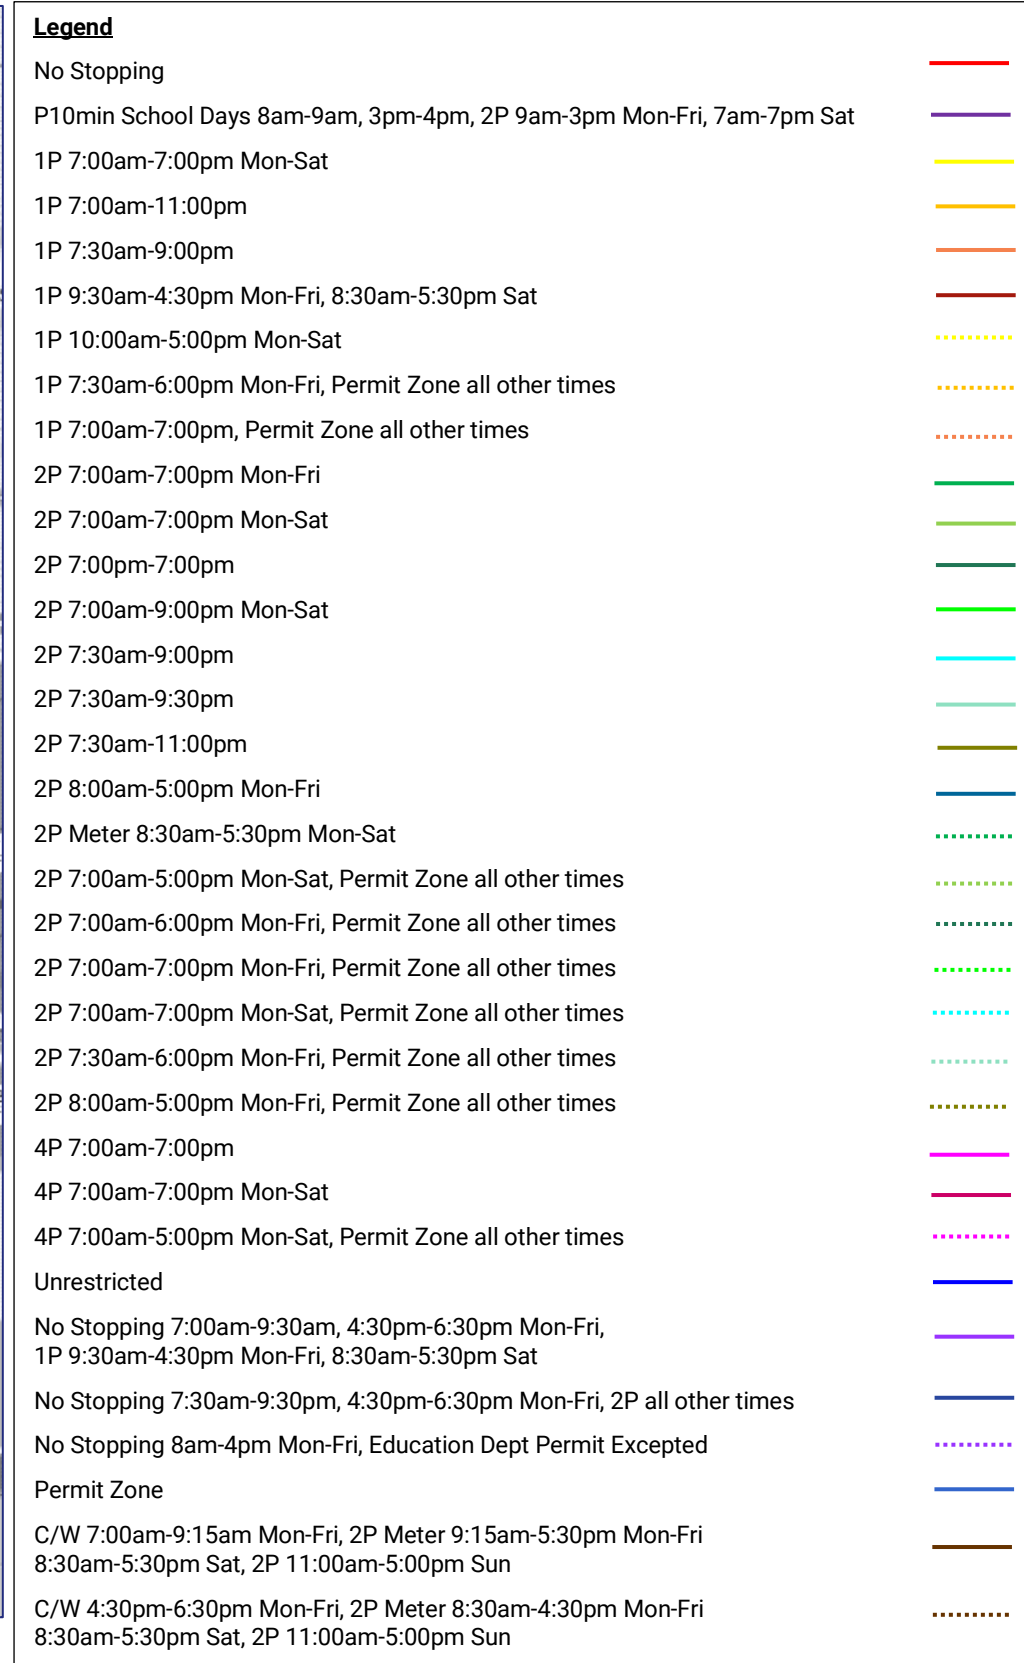 Legend
No Stopping
P10min School Days 8am-9am, 3pm-4pm, 2P 9am-3pm Mon-Fri, 7am-7pm Sat
1P 7:00am-7:00pm Mon-Sat
1P 7:00am-11:00pm
1P 7:30am-9:00pm
1P 9:30am-4:30pm Mon-Fri, 8:30am-5:30pm Sat
1P 10:00am-5:00pm Mon-Sat
1P 7:30am-6:00pm Mon-Fri, Permit Zone all other times
1P 7:00am-7:00pm, Permit Zone all other times
2P 7:00am-7:00pm Mon-Fri
2P 7:00am-7:00pm Mon-Sat
2P 7:00pm-7:00pm
2P 7:00am-9:00pm Mon-Sat
2P 7:30am-9:00pm
2P 7:30am-9:30pm
2P 7:30am-11:00pm
2P 8:00am-5:00pm Mon-Fri
2P Meter 8:30am-5:30pm Mon-Sat
2P 7:00am-5:00pm Mon-Sat, Permit Zone all other times
2P 7:00am-6:00pm Mon-Fri, Permit Zone all other times
2P 7:00am-7:00pm Mon-Fri, Permit Zone all other times
2P 7:00am-7:00pm Mon-Sat, Permit Zone all other times
2P 7:30am-6:00pm Mon-Fri, Permit Zone all other times
2P 8:00am-5:00pm Mon-Fri, Permit Zone all other times
4P 7:00am-7:00pm
4P 7:00am-7:00pm Mon-Sat
4P 7:00am-5:00pm Mon-Sat, Permit Zone all other times
Unrestricted
No Stopping 7:00am-9:30am, 4:30pm-6:30pm Mon-Fri,
1P 9:30am-4:30pm Mon-Fri, 8:30am-5:30pm Sat
No Stopping 7:30am-9:30pm, 4:30pm-6:30pm Mon-Fri, 2P all other times
No Stopping 8am-4pm Mon-Fri, Education Dept Permit Excepted
Permit Zone
C/W 7:00am-9:15am Mon-Fri, 2P Meter 9:15am-5:30pm Mon-Fri
8:30am-5:30pm Sat, 2P 11:00am-5:00pm Sun
C/W 4:30pm-6:30pm Mon-Fri, 2P Meter 8:30am-4:30pm Mon-Fri
8:30am-5:30pm Sat, 2P 11:00am-5:00pm Sun